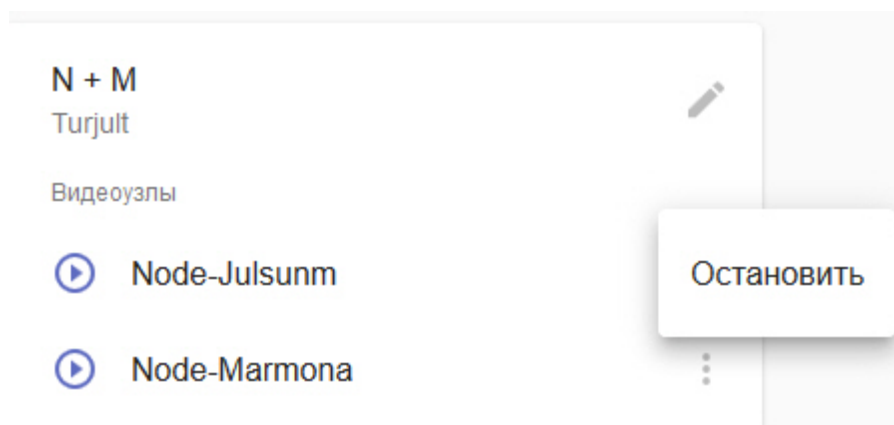 N + M
Turjult
Видеоузлы
Node-Julsunm
Остановить
Node-Marmona